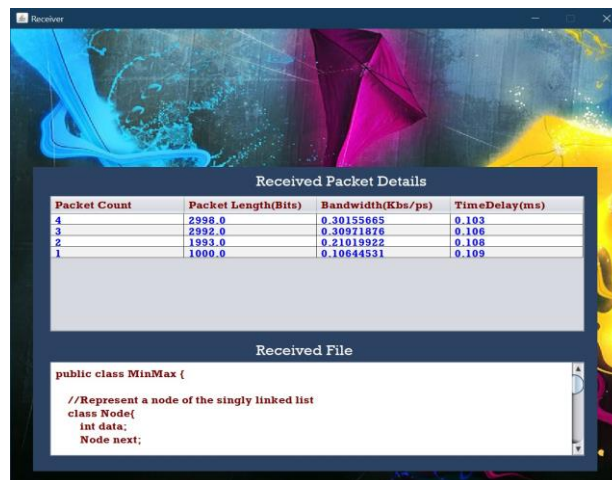 Receiver
Received Packet Details
Packet Count Packet Length(Bits) Bandwidth(Kbs/ps) TimeDelay(ms)
4 2998.0 0.30155665 0.103
3 2992.0 0.30971876 0.106
2 1993.0 0.21019922 0.108
1 1000.0 0.10644531 0.109
Received File
public class MinMax {
//Represent a node of the singly linked list
class Node{
int data;
Node next;